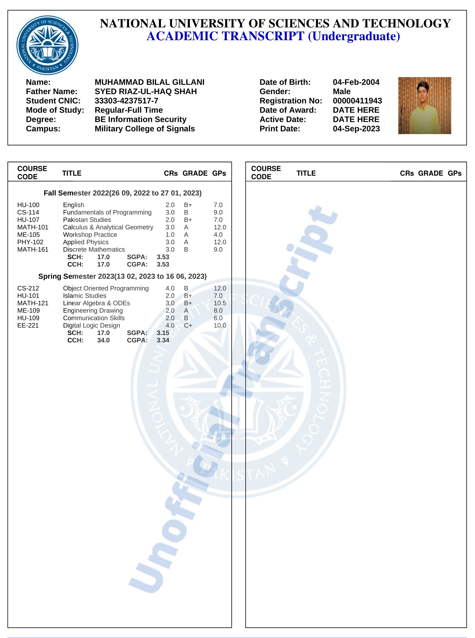 NATIONAL UNIVERSITY OF SCIENCES AND TECHNOLOGY
ACADEMIC TRANSCRIPT (Undergraduate)
Name: MUHAMMAD BILAL GILLANI
Father Name: SYED RIAZ-UL-HAQ SHAH
Student CNIC: 33303-4237517-7
Mode of Study: Regular-Full Time
Degree: BE Information Security
Campus: Military College of Signals
Date of Birth: 04-Feb-2004
Gender: Male
Registration No: 00000411943
Date of Award: DATE HERE
Active Date: DATE HERE
Print Date: 04-Sep-2023
COURSE CODE TITLE CRs GRADE GPs
Fall Semester 2022(26 09, 2022 to 27 01, 2023)
HU-100 English 2.0 B+ 7.0
CS-114 Fundamentals of Programming 3.0 B 9.0
HU-107 Pakistan Studies 2.0 B+ 7.0
MATH-101 Calculus & Analytical Geometry 3.0 A 12.0
ME-105 Workshop Practice 1.0 A 4.0
PHY-102 Applied Physics 3.0 A 12.0
MATH-161 Discrete Mathematics 3.0 B 9.0
SCH: 17.0 SGPA: 3.53
CCH: 17.0 CGPA: 3.53
Spring Semester 2023(13 02, 2023 to 16 06, 2023)
CS-212 Object Oriented Programming 4.0 B 12.0
HU-101 Islamic Studies 2.0 B+ 7.0
MATH-121 Linear Algebra & ODEs 3.0 B+ 10.5
ME-109 Engineering Drawing 2.0 A 8.0
HU-109 Communication Skills 2.0 B 6.0
EE-221 Digital Logic Design 4.0 C+ 10.0
SCH: 17.0 SGPA: 3.15
CCH: 34.0 CGPA: 3.34
COURSE CODE TITLE CRs GRADE GPs
Unofficial Transcript